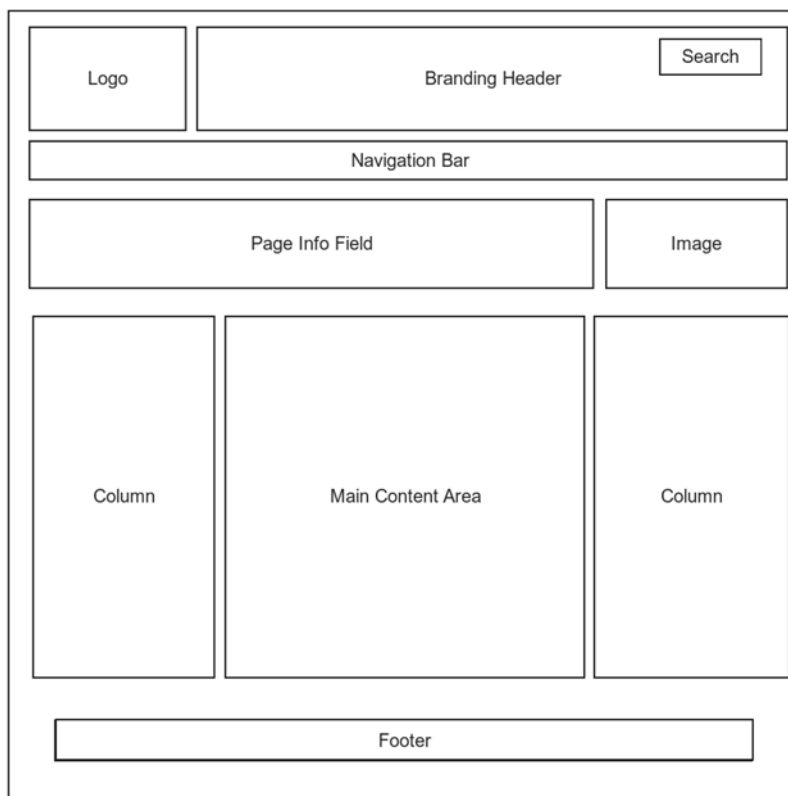 Logo
Branding Header
Search
Navigation Bar
Page Info Field
Image
Column
Main Content Area
Column
Footer